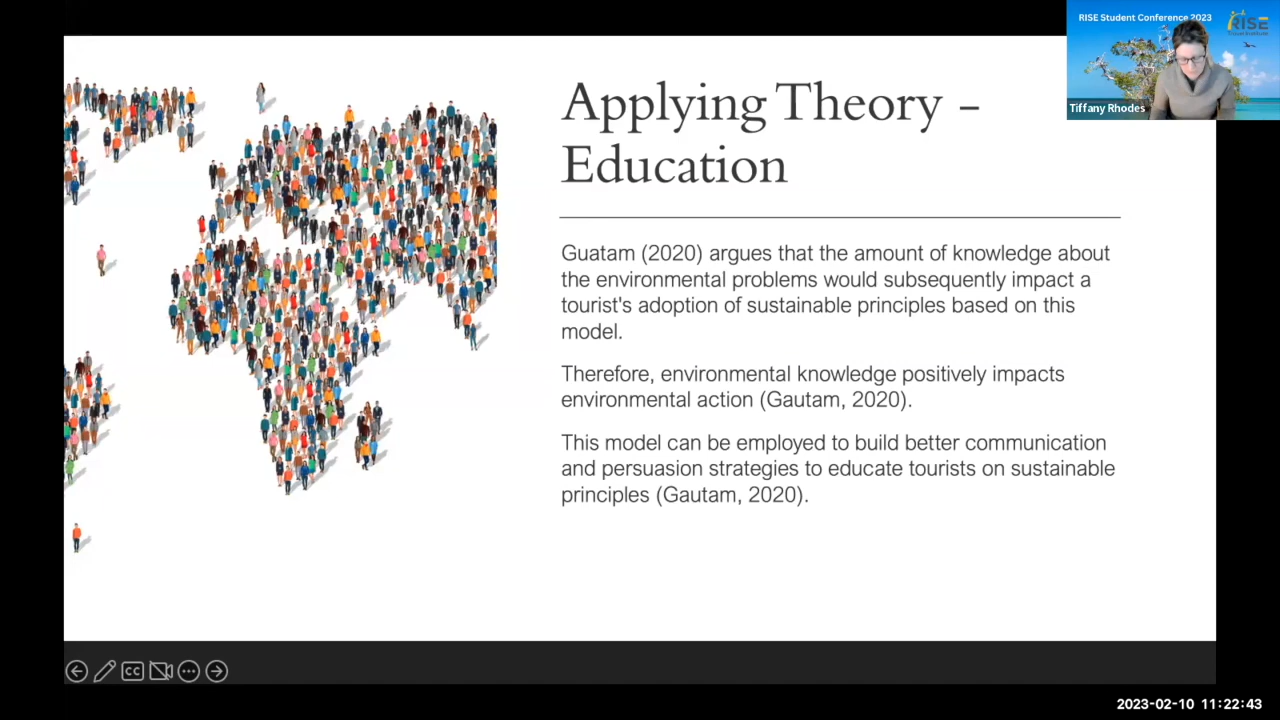 RISE Student Conference 2023
RISE
Tiffany Rhodes
Applying Theory –
Education
Guatam (2020) argues that the amount of knowledge about
the environmental problems would subsequently impact a
tourist's adoption of sustainable principles based on this
model.
Therefore, environmental knowledge positively impacts
environmental action (Gautam, 2020).
This model can be employed to build better communication
and persuasion strategies to educate tourists on sustainable
principles (Gautam, 2020).
CC
2023-02-10 11:22:43